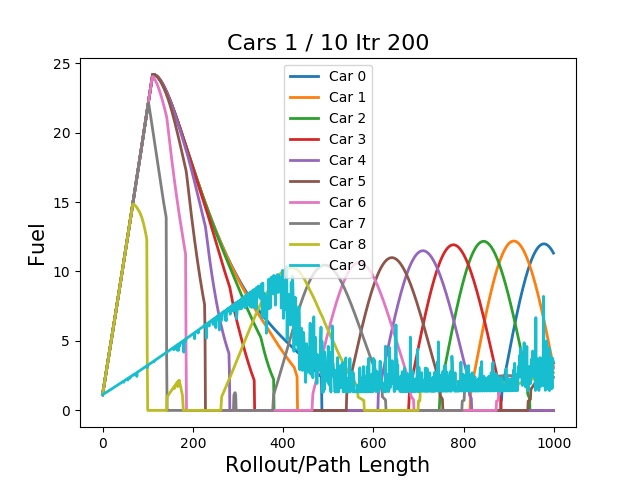 Cars 1 / 10 Itr 200
25
20
15
10
5
0
Fuel
Car 0
Car 1
Car 2
Car 3
Car 4
Car 5
Car 6
Car 7
Car 8
Car 9
0 200 400 600 800 1000
Rollout/Path Length